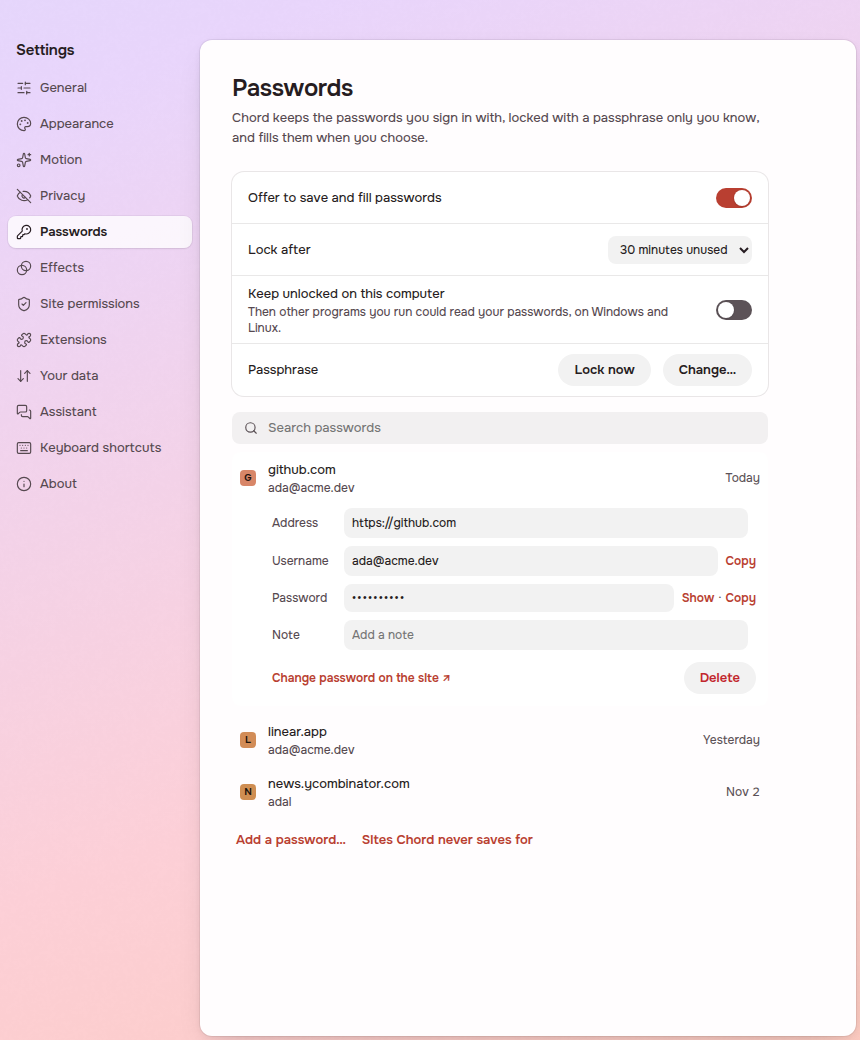 Settings
General
Appearance
Motion
Privacy
Passwords
Effects
Site permissions
Extensions
Your data
Assistant
Keyboard shortcuts
About
Passwords
Chord keeps the passwords you sign in with, locked with a passphrase only you know,
and fills them when you choose.
Offer to save and fill passwords
Lock after
30 minutes unused
Keep unlocked on this computer
Then other programs you run could read your passwords, on Windows and
Linux.
Passphrase
Lock now
Change...
Search passwords
G
github.com
ada@acme.dev
Today
Address
https://github.com
Username
ada@acme.dev
Copy
Password
••••••••••
Show · Copy
Note
Add a note
Change password on the site ↗
Delete
L
linear.app
ada@acme.dev
Yesterday
N
news.ycombinator.com
adal
Nov 2
Add a password...
Sites Chord never saves for